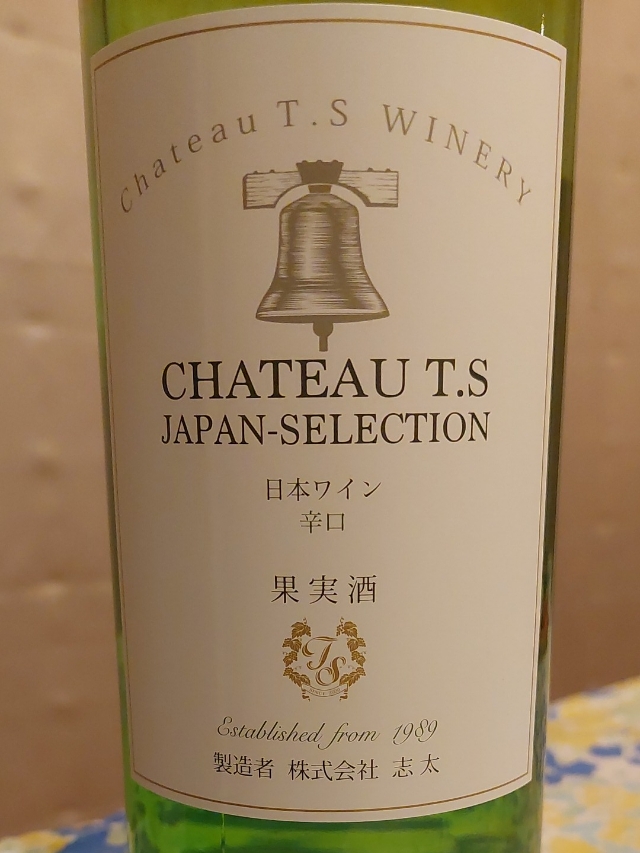 Chateau T.S WINERY
CHATEAU T.S
JAPAN-SELECTION
日本ワイン
辛口
果実酒
TS
Established from 1989
製造者 株式会社 志太